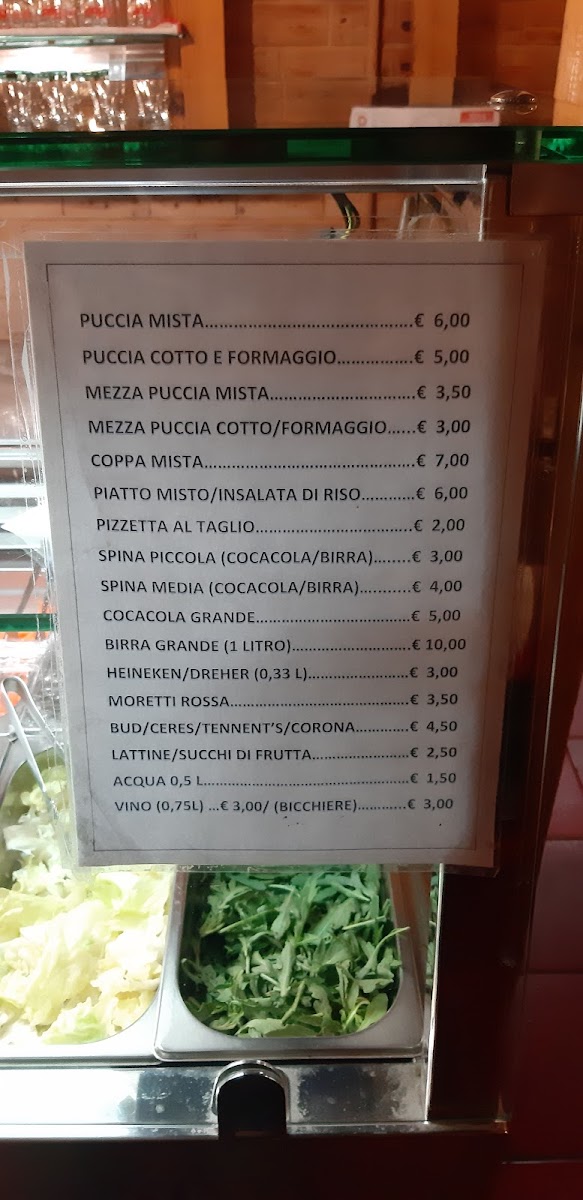 PUCCIA MISTA……………………………………..€ 6,00
PUCCIA COTTO E FORMAGGIO……………€ 5,00
MEZZA PUCCIA MISTA…………………………€ 3,50
MEZZA PUCCIA COTTO/FORMAGGIO……€ 3,00
COPPA MISTA……………………………………..€ 7,00
PIATTO MISTO/INSALATA DI RISO…………€ 6,00
PIZZETTA AL TAGLIO……………………………..€ 2,00
SPINA PICCOLA (COCACOLA/BIRRA)……..€ 3,00
SPINA MEDIA (COCACOLA/BIRRA)………..€ 4,00
COCACOLA GRANDE………………………………€ 5,00
BIRRA GRANDE (1 LITRO)………………………..€ 10,00
HEINEKEN/DREHER (0,33 L)……………………€ 3,00
MORETTI ROSSA……………………………………..€ 3,50
BUD/CERES/TENNENT’S/CORONA…………€ 4,50
LATTINE/SUCCHI DI FRUTTA……………………€ 2,50
ACQUA 0,5 L……………………………………………€ 1,50
VINO (0,75L) …€ 3,00/ (BICCHIERE)…………€ 3,00